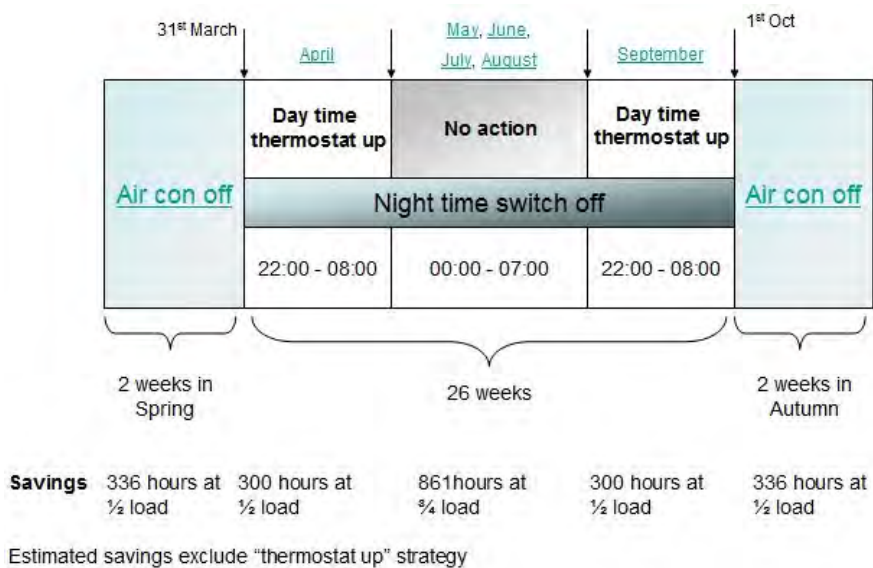 31st March
April
May, June,
July, August
September
1st Oct
Air con off
Day time
thermostat up
No action
Day time
thermostat up
Air con off
Night time switch off
22:00 - 08:00
00:00 - 07:00
22:00 - 08:00
2 weeks in
Spring
26 weeks
2 weeks in
Autumn
Savings
336 hours at
½ load
300 hours at
½ load
861hours at
¾ load
300 hours at
½ load
336 hours at
½ load
Estimated savings exclude “thermostat up” strategy